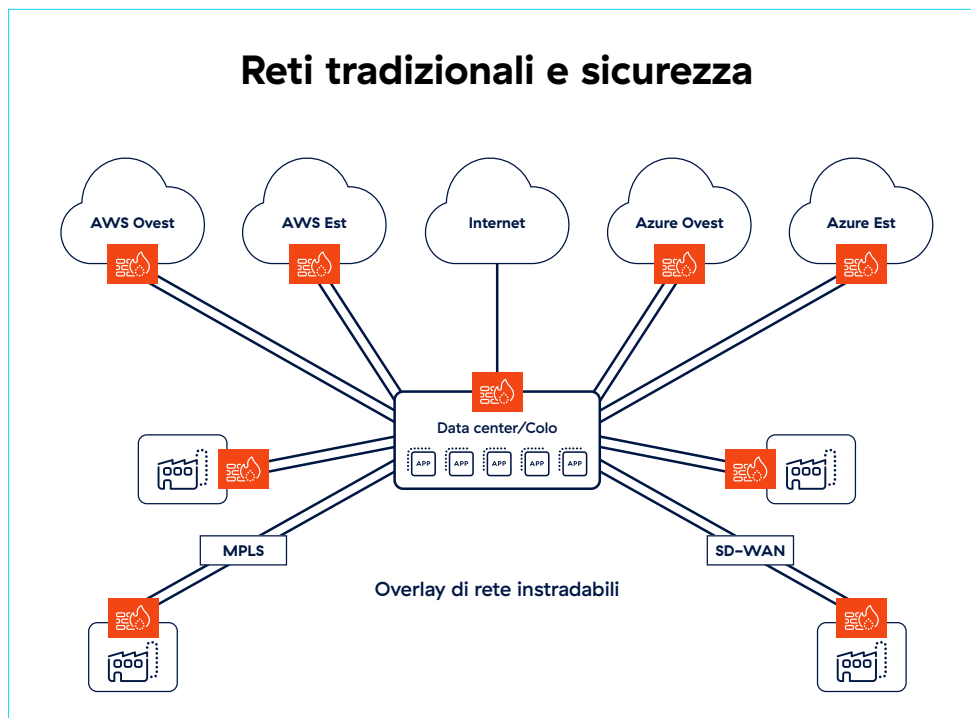 Reti tradizionali e sicurezza
AWS Ovest
AWS Est
Internet
Azure Ovest
Azure Est
Data center/Colo
APP APP APP APP APP
MPLS
SD-WAN
Overlay di rete instradabili